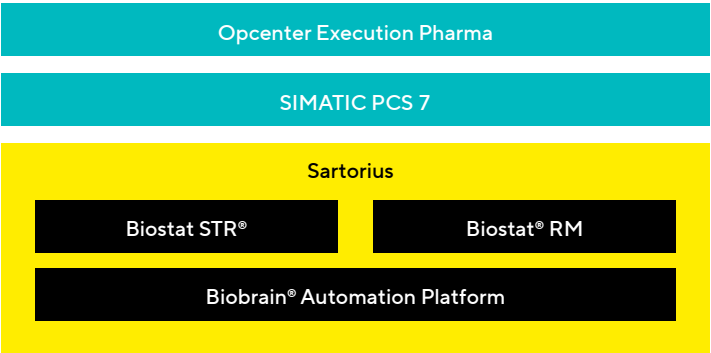 Opcenter Execution Pharma
SIMATIC PCS 7
Sartorius
Biostat STR®
Biostat® RM
Biobrain® Automation Platform